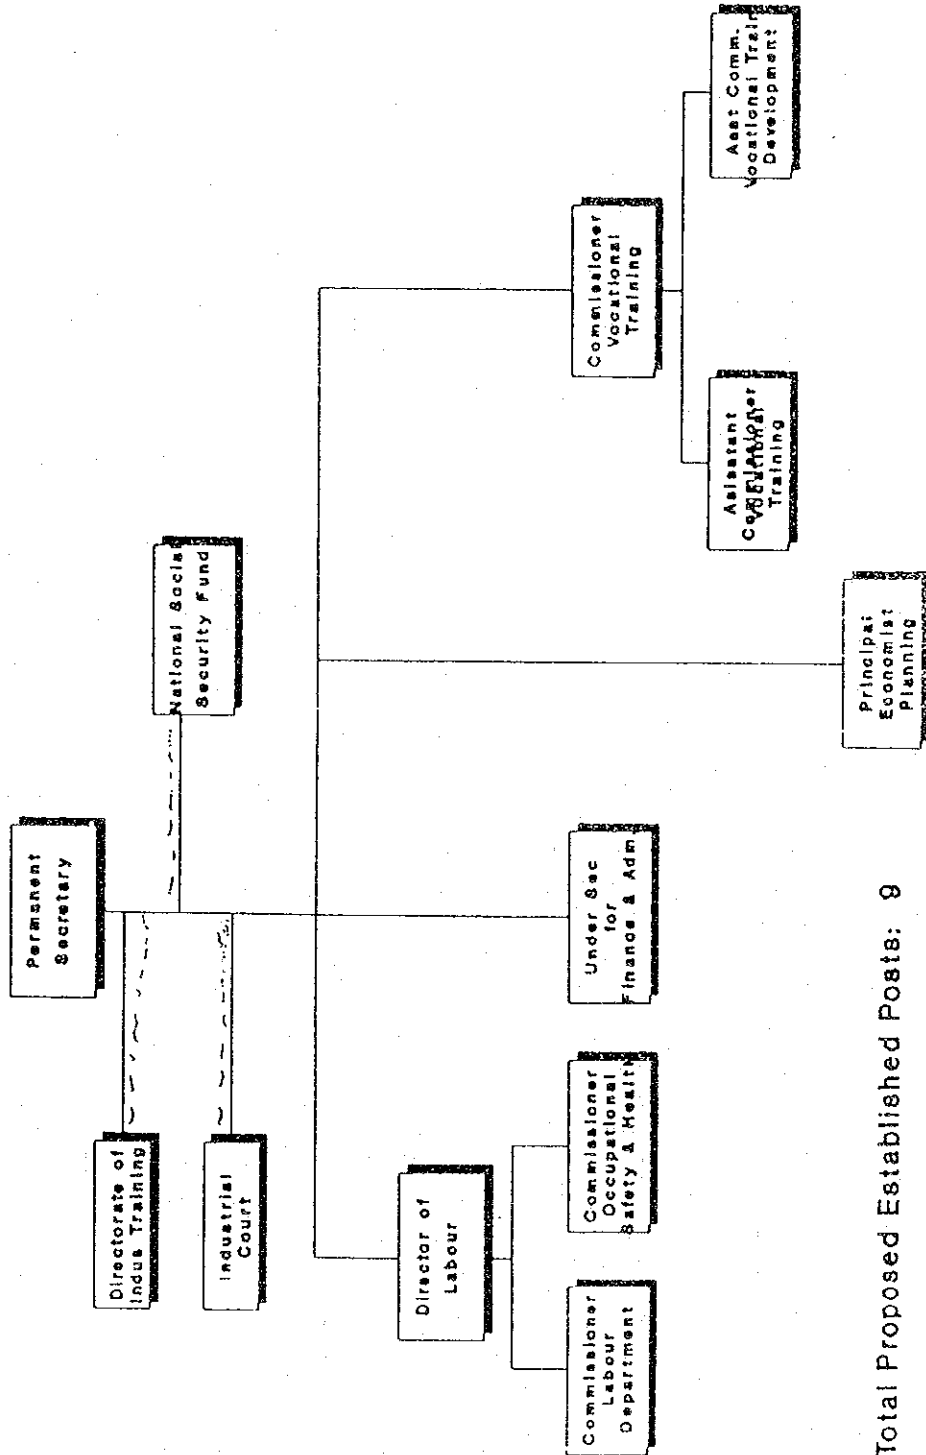 Permanent
Secretary
Directorate of
Indus Training
National Social
Security Fund
Industrial
Court
Director of
Labour
Commissioner
Labour
Department
Commissioner
Occupational
Safety & Health
Under Sec
for
Finance & Adm
Commissioner
Vocational
Training
Asisstant
Commissioner
Vocational
Training
Asst Comm.
Vocational Train
Development
Principal
Economist
Planning
Total Proposed Established Posts: 9